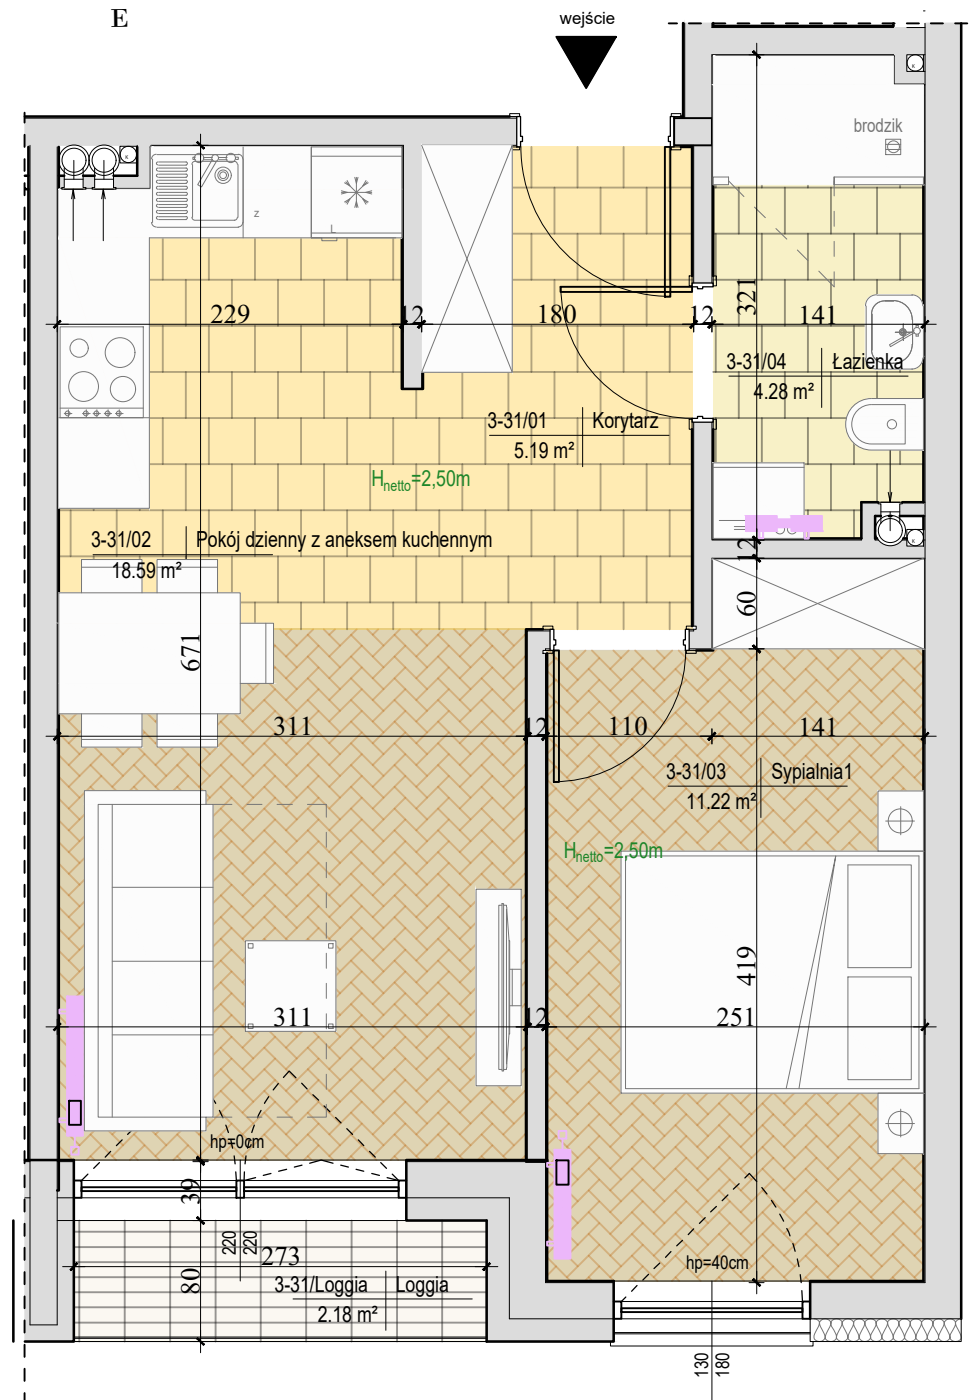 E
wejście
brodzik
K
K
z
L
229
12
180
12
141
321
3-31/04 Łazienka
4.28 m²
3-31/01 Korytarz
5.19 m²
Hnetto=2,50m
3-31/02 Pokój dzienny z aneksem kuchennym
18.59 m²
K
12
60
671
311
12
110
141
3-31/03 Sypialnia1
11.22 m²
Hnetto=2,50m
419
311
12
251
hp=0cm
39
220
220
273
hp=40cm
80
3-31/Loggia Loggia
2.18 m²
130
180